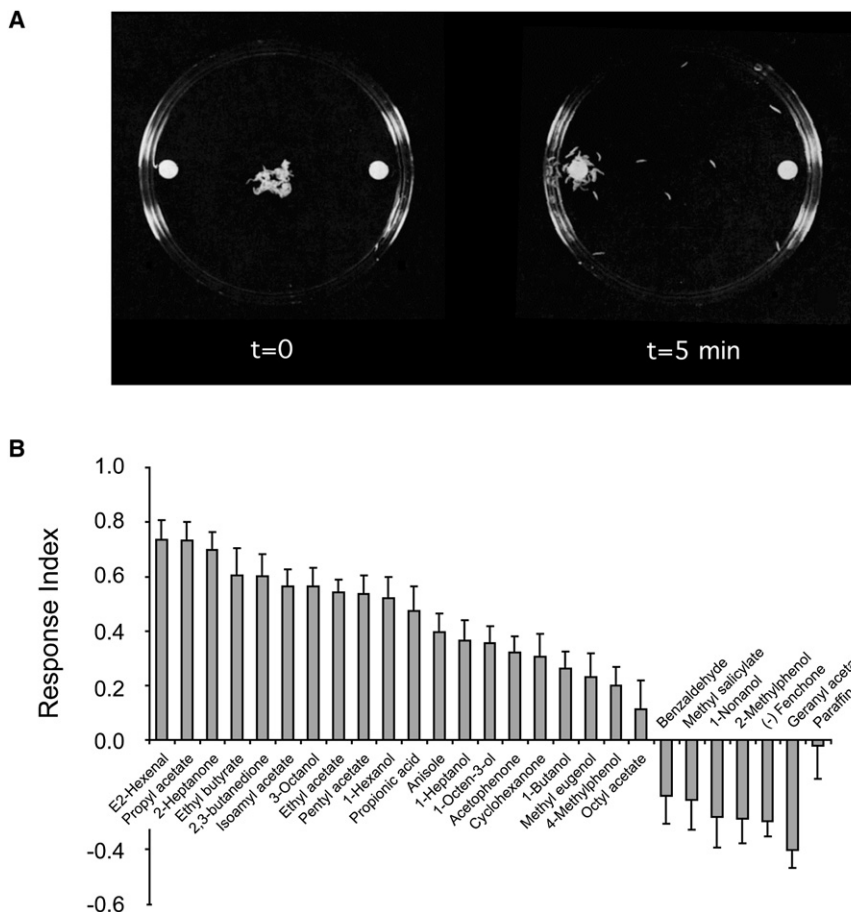 A
t=0
t=5 min
B
Response Index
1.0
0.8
0.6
0.4
0.2
0.0
-0.4
-0.6
E2-Hexenal
Propyl acetate
2-Heptanone
Ethyl butyrate
2,3-butanedione
Isoamyl acetate
3-Octanol
Ethyl acetate
Pentyl acetate
1-Hexanol
Propionic acid
Anisole
1-Heptanol
1-Octen-3-ol
Acetophenone
Cyclohexanone
1-Butanol
Methyl eugenol
4-Methylphenol
Octyl acetate
Benzaldehyde
Methyl salicylate
1-Nonanol
2-Methylphenol
(-) Fenchone
Geranyl aceta
Paraffin